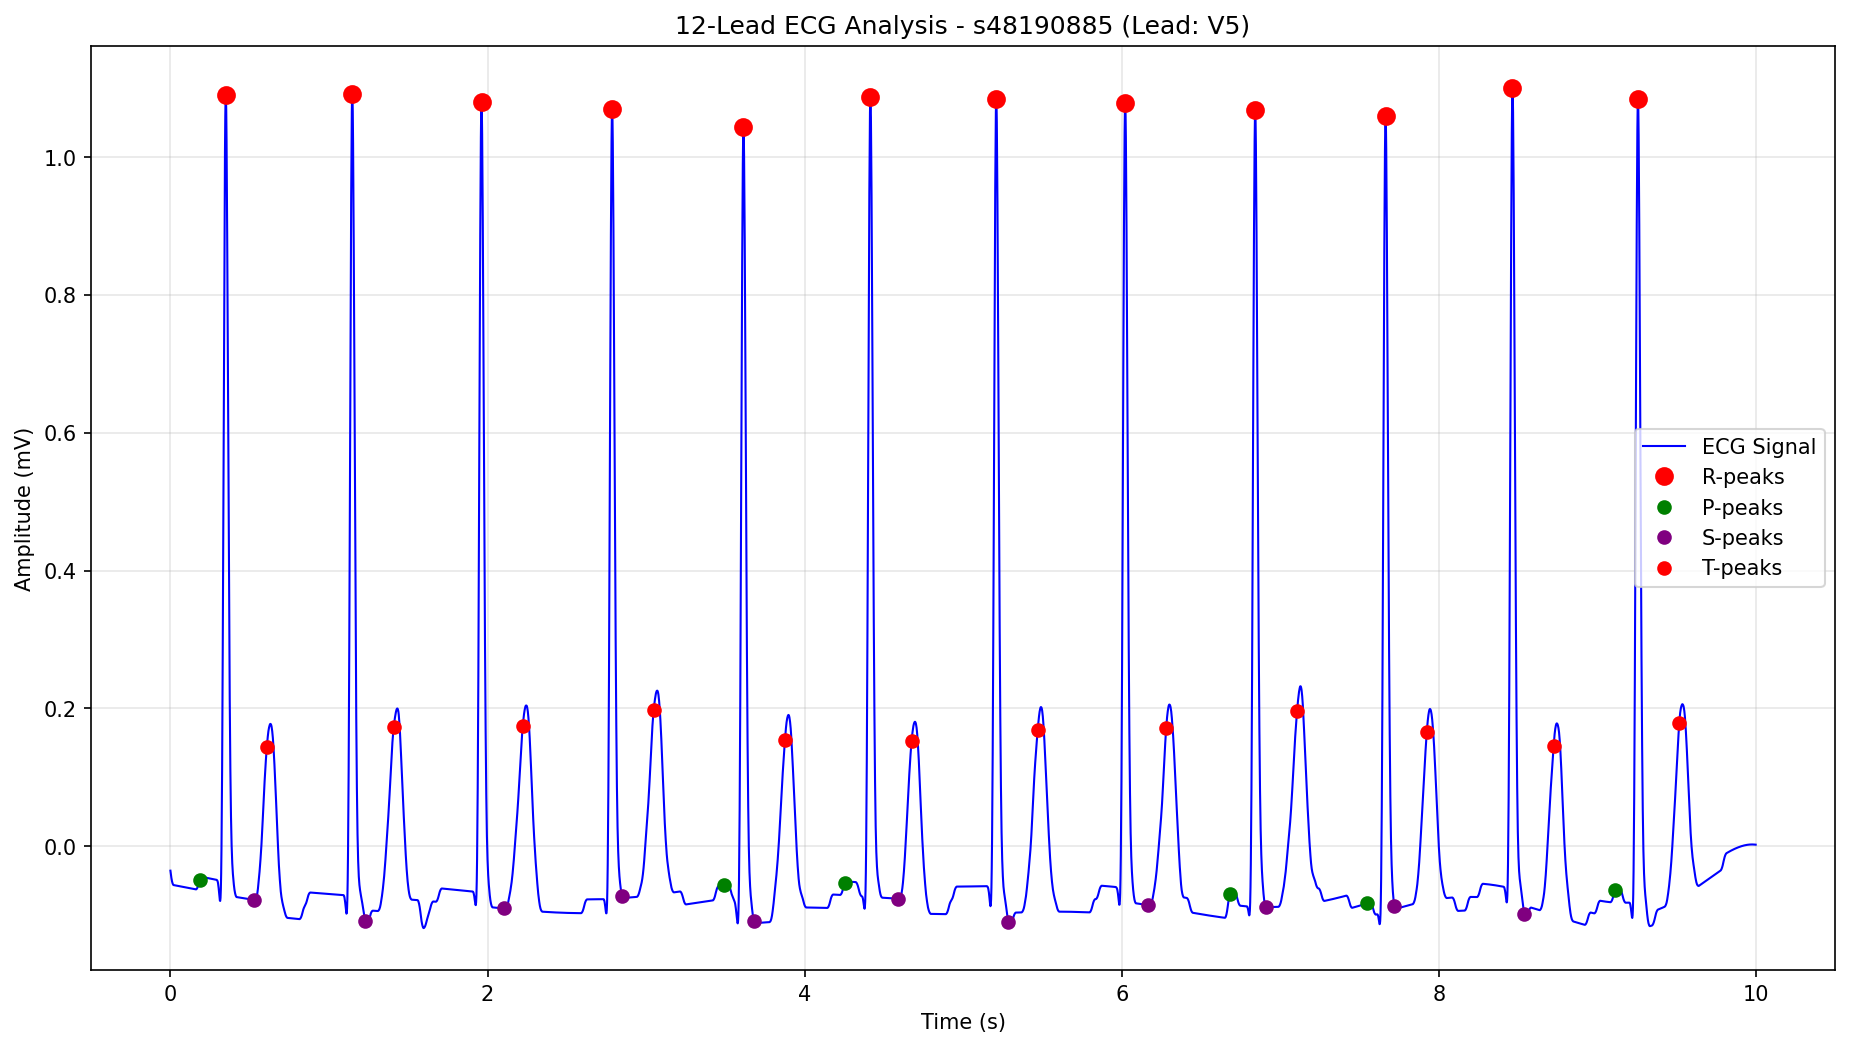 12-Lead ECG Analysis - s48190885 (Lead: V5)
Amplitude (mV)
1.0
0.8
0.6
0.4
0.2
0.0
ECG Signal
R-peaks
P-peaks
S-peaks
T-peaks
0 2 4 6 8 10
Time (s)